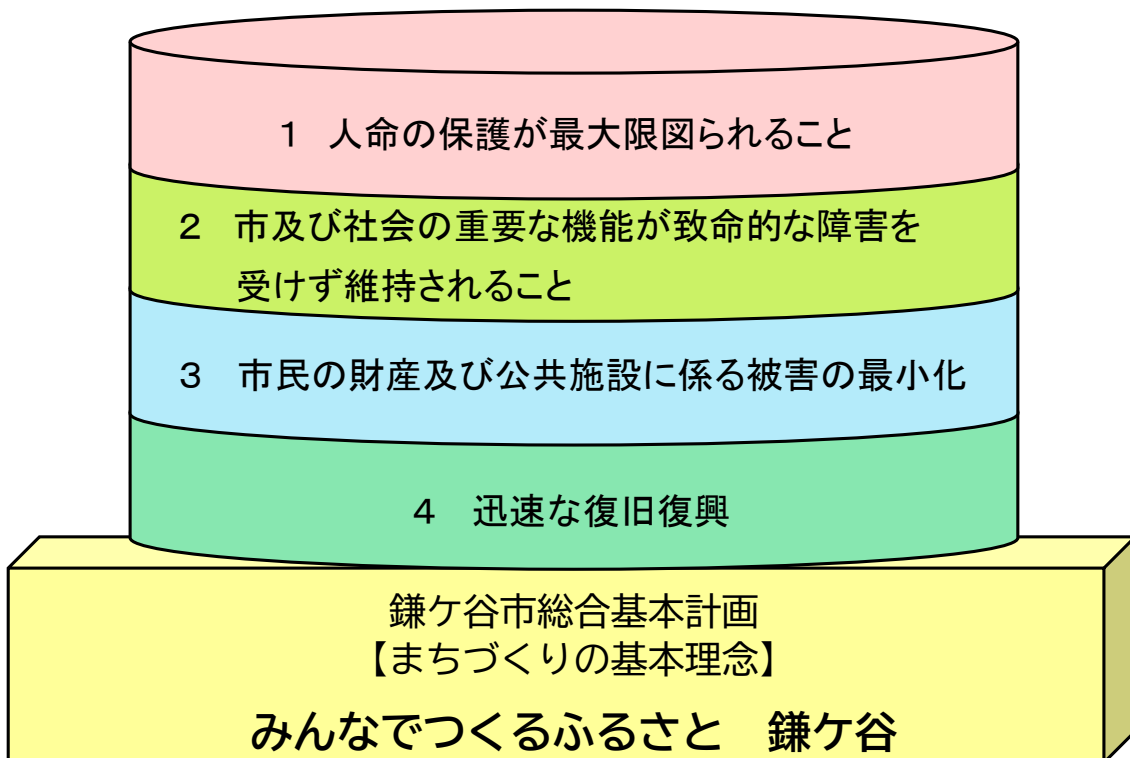 1　人命の保護が最大限図られること
2　市及び社会の重要な機能が致命的な障害を
受けず維持されること
3　市民の財産及び公共施設に係る被害の最小化
4　迅速な復旧復興
鎌ケ谷市総合基本計画
【まちづくりの基本理念】
みんなでつくるふるさと　鎌ケ谷